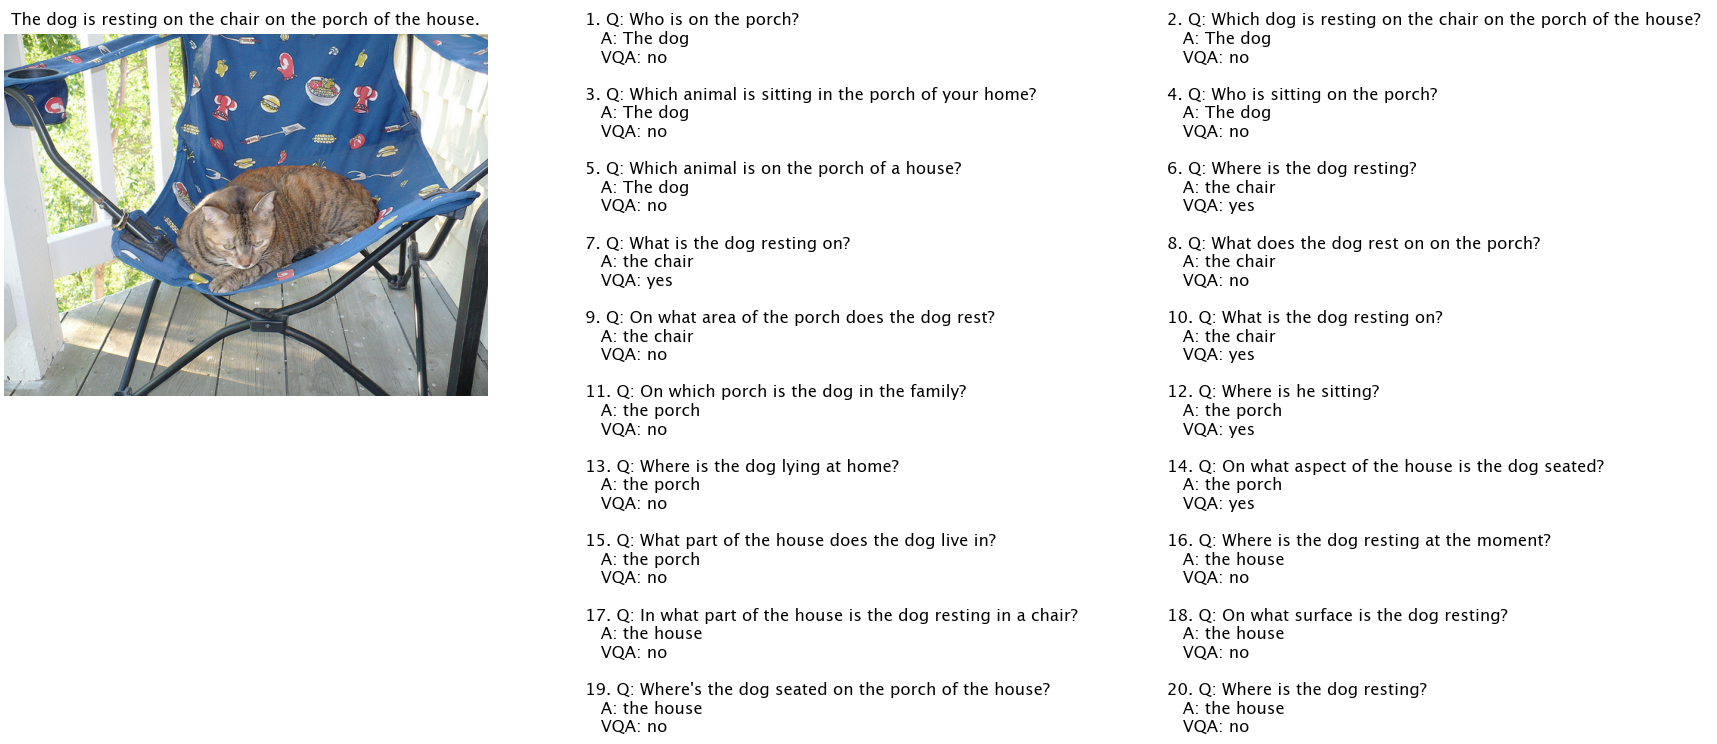 The dog is resting on the chair on the porch of the house.
1. Q: Who is on the porch?
A: The dog
VQA: no
2. Q: Which dog is resting on the chair on the porch of the house?
A: The dog
VQA: no
3. Q: Which animal is sitting in the porch of your home?
A: The dog
VQA: no
4. Q: Who is sitting on the porch?
A: The dog
VQA: no
5. Q: Which animal is on the porch of a house?
A: The dog
VQA: no
6. Q: Where is the dog resting?
A: the chair
VQA: yes
7. Q: What is the dog resting on?
A: the chair
VQA: yes
8. Q: What does the dog rest on on the porch?
A: the chair
VQA: no
9. Q: On what area of the porch does the dog rest?
A: the chair
VQA: no
10. Q: What is the dog resting on?
A: the chair
VQA: yes
11. Q: On which porch is the dog in the family?
A: the porch
VQA: no
12. Q: Where is he sitting?
A: the porch
VQA: yes
13. Q: Where is the dog lying at home?
A: the porch
VQA: no
14. Q: On what aspect of the house is the dog seated?
A: the porch
VQA: yes
15. Q: What part of the house does the dog live in?
A: the porch
VQA: no
16. Q: Where is the dog resting at the moment?
A: the house
VQA: no
17. Q: In what part of the house is the dog resting in a chair?
A: the house
VQA: no
18. Q: On what surface is the dog resting?
A: the house
VQA: no
19. Q: Where's the dog seated on the porch of the house?
A: the house
VQA: no
20. Q: Where is the dog resting?
A: the house
VQA: no